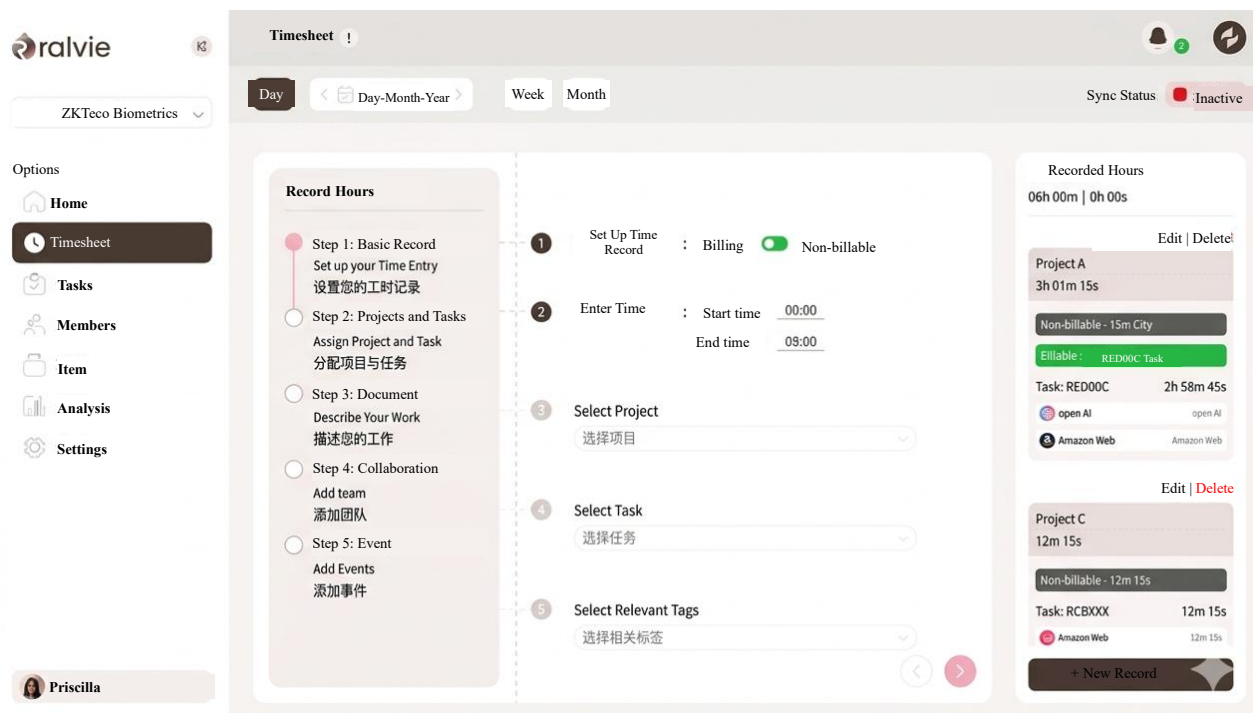 ralvie
ZKTeco Biometrics
Options
Home
Timesheet
Tasks
Members
Item
Analysis
Settings
Priscilla
Timesheet !
2
Day
Day-Month-Year
Week
Month
Sync Status
Inactive
Record Hours
Step 1: Basic Record
Set up your Time Entry
设置您的工时记录
Step 2: Projects and Tasks
Assign Project and Task
分配项目与任务
Step 3: Document
Describe Your Work
描述您的工作
Step 4: Collaboration
Add team
添加团队
Step 5: Event
Add Events
添加事件
1
Set Up Time
Record
: Billing
Non-billable
2
Enter Time
: Start time 00:00
End time 09:00
3
Select Project
选择项目
4
Select Task
选择任务
5
Select Relevant Tags
选择相关标签
Recorded Hours
06h 00m | 0h 00s
Edit | Delete
Project A
3h 01m 15s
Non-billable - 15m City
Elllable : RED00C Task
Task: RED00C 2h 58m 45s
open AI open AI
Amazon Web Amazon Web
Edit | Delete
Project C
12m 15s
Non-billable - 12m 15s
Task: RCBXXX 12m 15s
Amazon Web 12m 15s
+ New Record